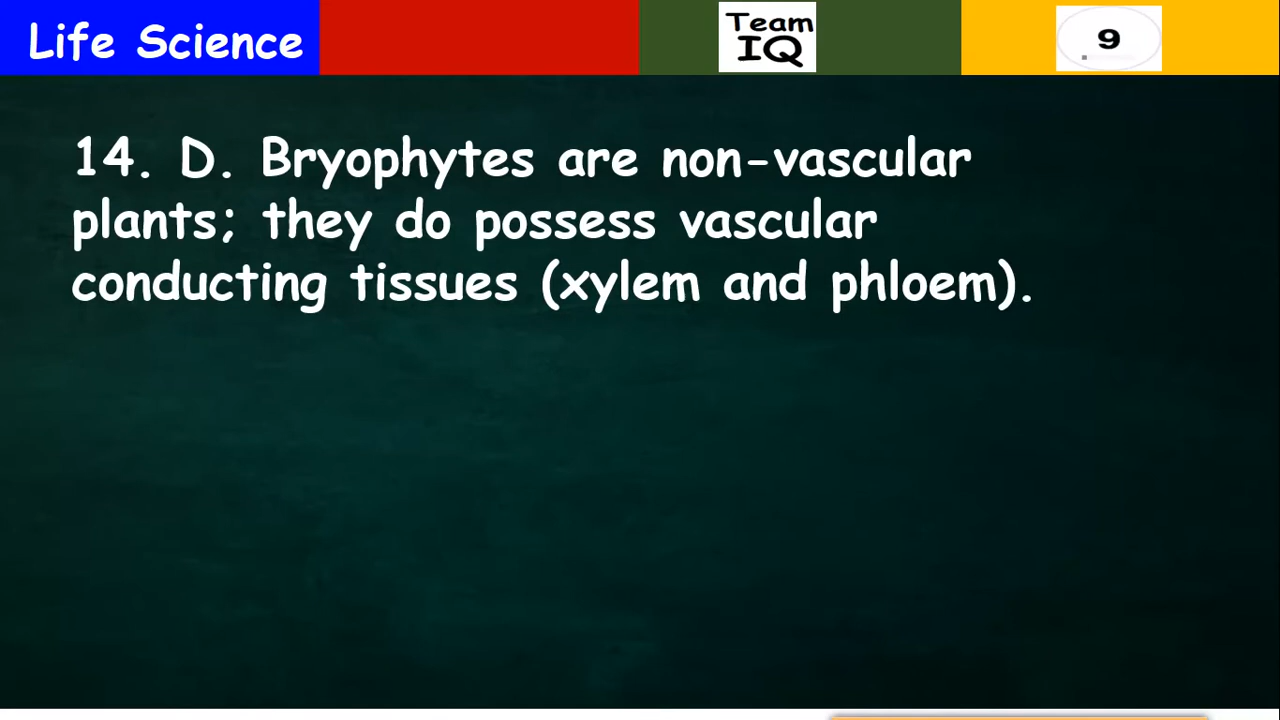 Life Science
Team
IQ
9
14. D. Bryophytes are non-vascular
plants; they do possess vascular
conducting tissues (xylem and phloem).